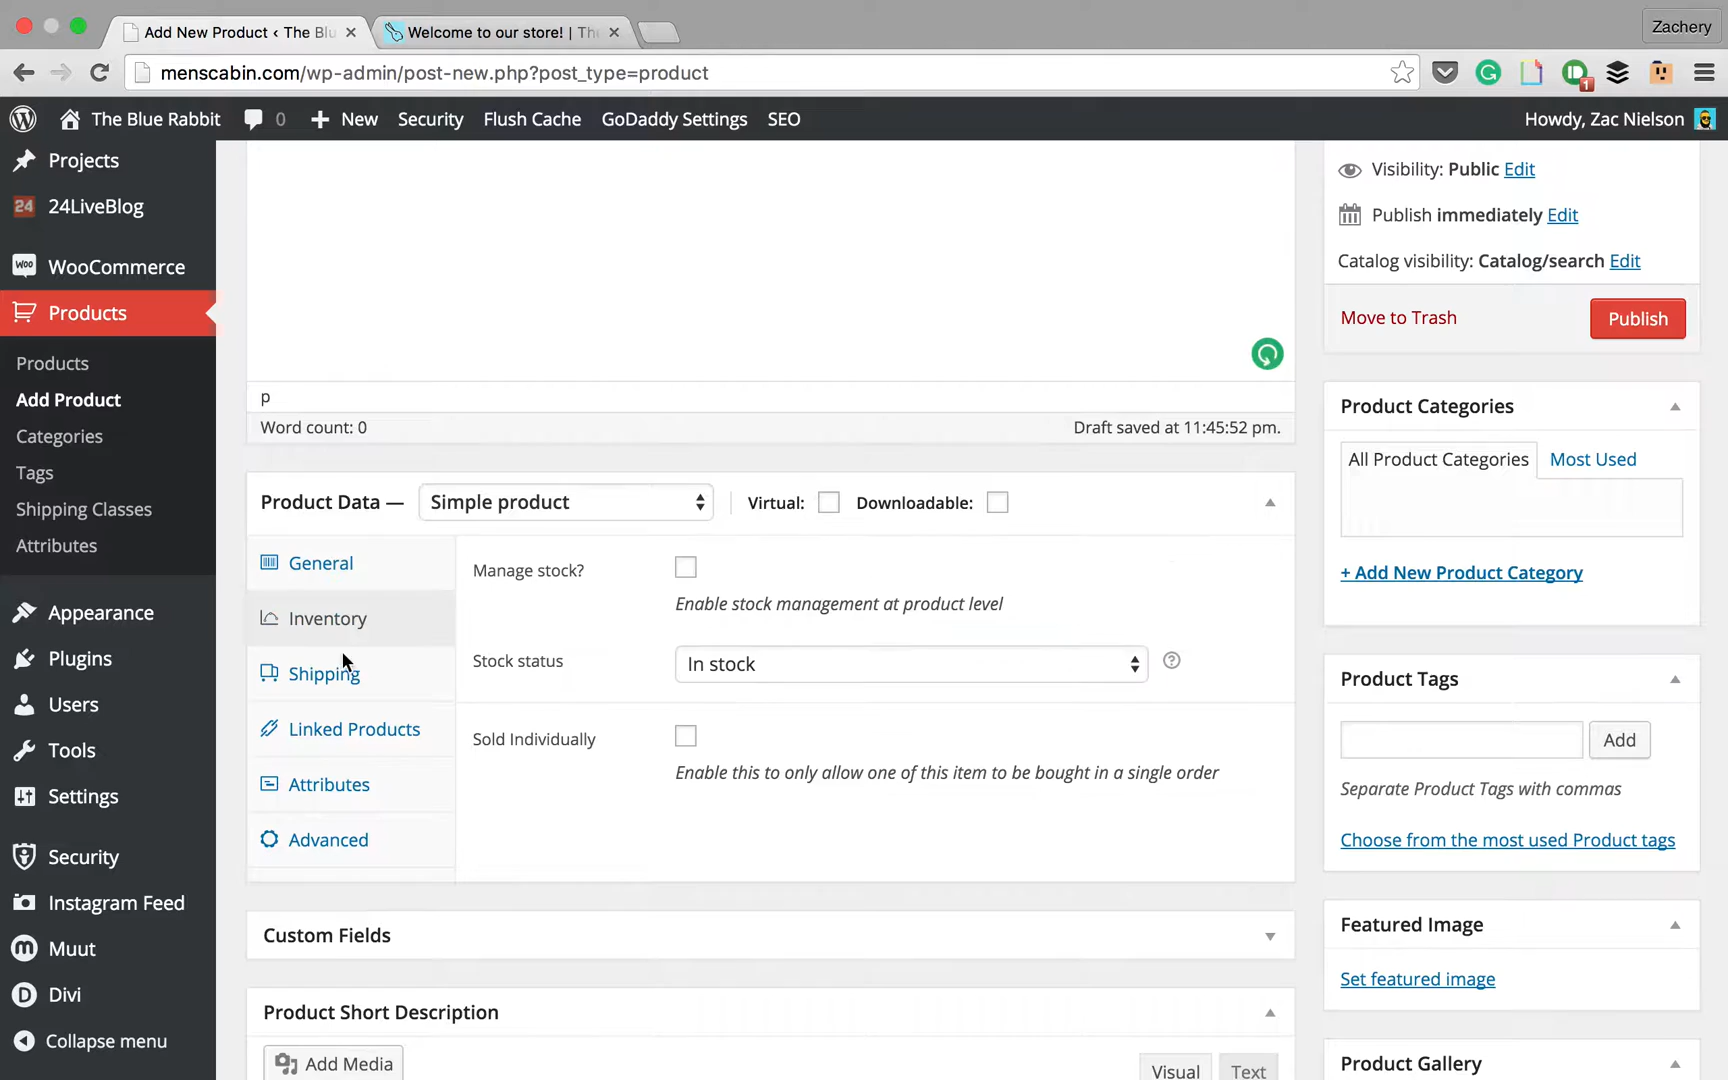 Add New Product ‹ The Blu
Welcome to our store! | The
Zachery
menscabin.com/wp-admin/post-new.php?post_type=product
1
The Blue Rabbit
0
New
Security
Flush Cache
GoDaddy Settings
SEO
Howdy, Zac Nielson
Projects
24 24LiveBlog
Woo WooCommerce
Products
Products
Add Product
Categories
Tags
Shipping Classes
Attributes
Appearance
Plugins
Users
Tools
Settings
Security
Instagram Feed
Muut
Divi
Collapse menu
p
Word count: 0
Draft saved at 11:45:52 pm.
Product Data —
Simple product
Virtual:
Downloadable:
General
Inventory
Shipping
Linked Products
Attributes
Advanced
Manage stock?
Enable stock management at product level
Stock status
In stock
Sold Individually
Enable this to only allow one of this item to be bought in a single order
Custom Fields
Product Short Description
Add Media
Visual
Text
Visibility: Public Edit
Publish immediately Edit
Catalog visibility: Catalog/search Edit
Move to Trash
Publish
Product Categories
All Product Categories
Most Used
+ Add New Product Category
Product Tags
Add
Separate Product Tags with commas
Choose from the most used Product tags
Featured Image
Set featured image
Product Gallery